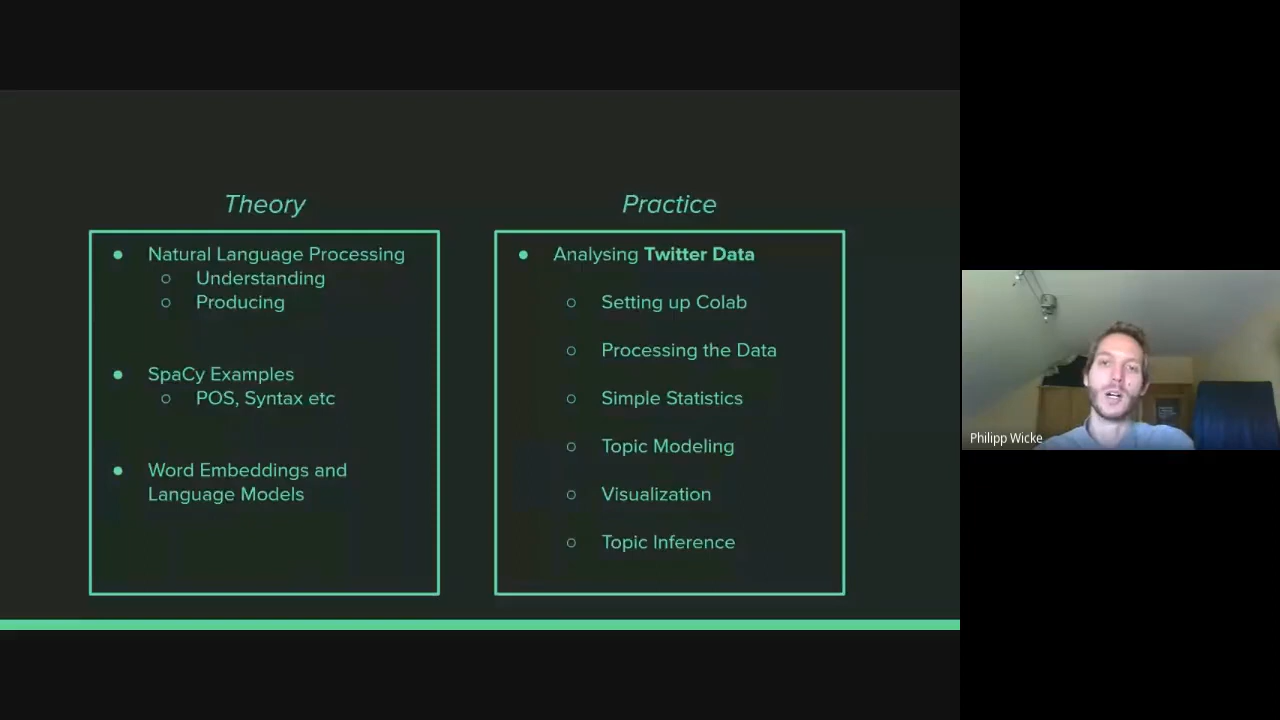 Theory
Natural Language Processing
Understanding
Producing
SpaCy Examples
POS, Syntax etc
Word Embeddings and
Language Models
Practice
Analysing Twitter Data
Setting up Colab
Processing the Data
Simple Statistics
Topic Modeling
Visualization
Topic Inference
Philipp Wicke